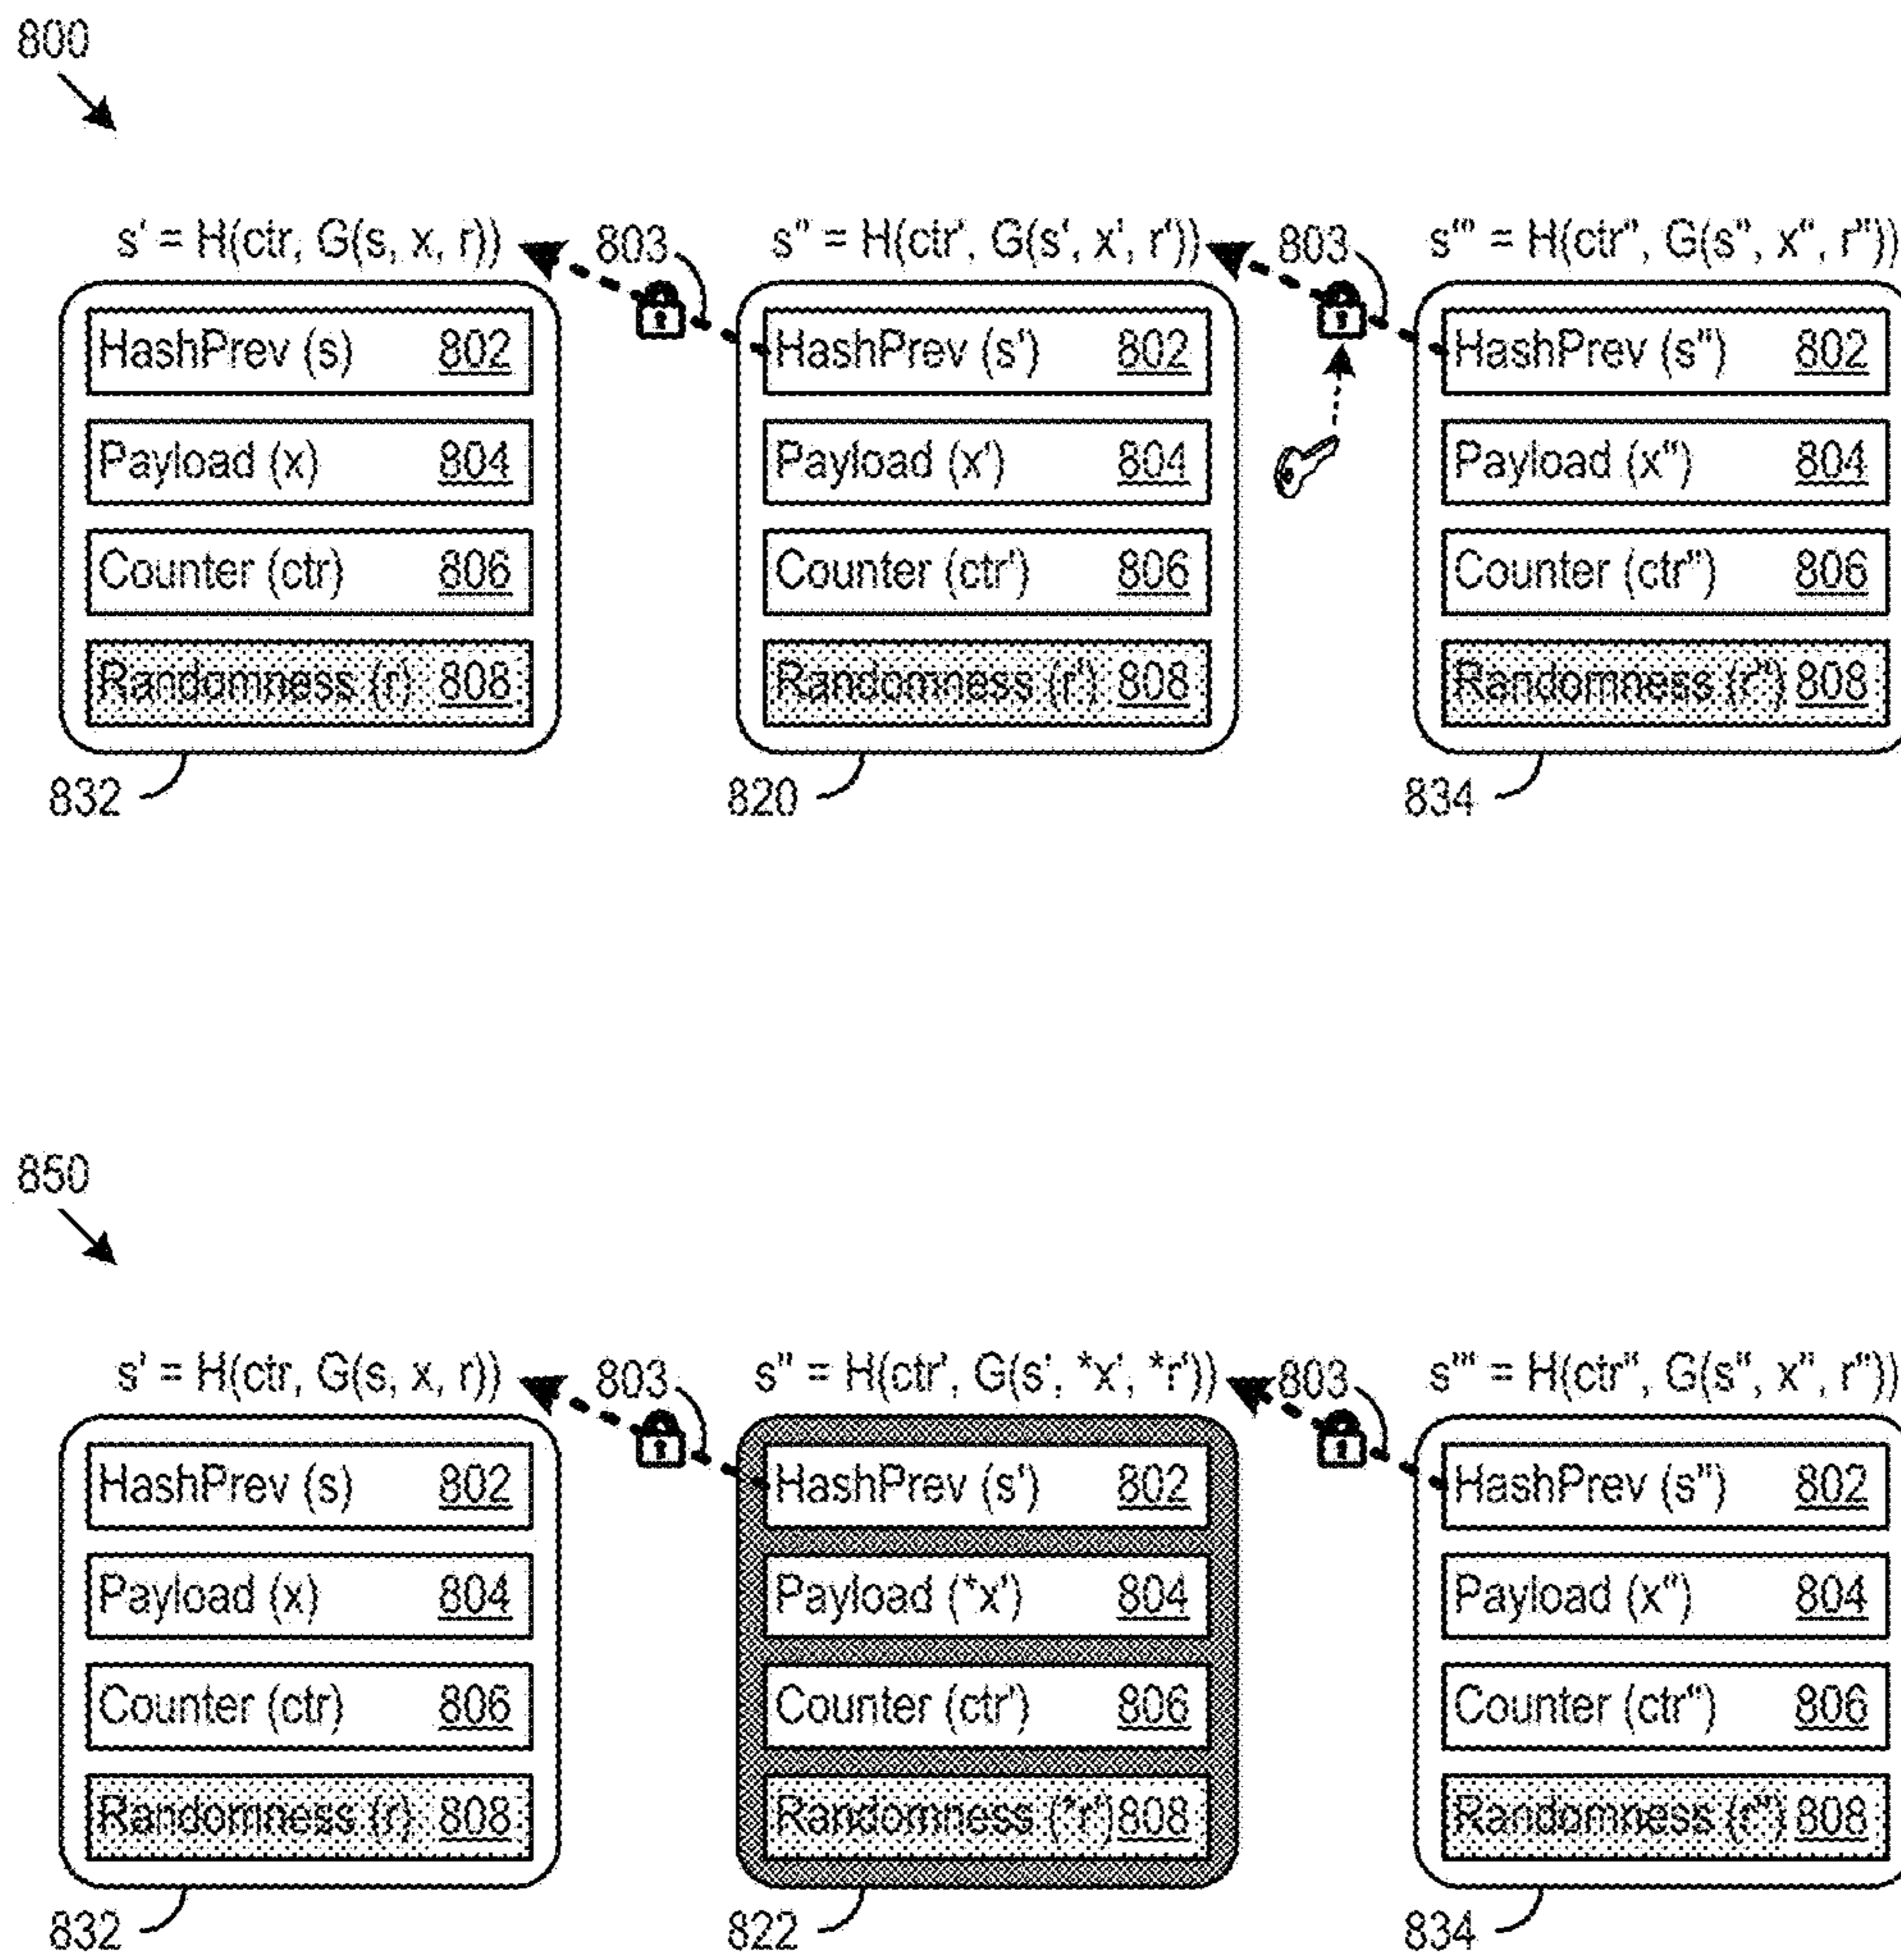 800
s' = H(ctr, G(s, x, r)) 803 s" = H(ctr', G(s', x', r')) 803 s''' = H(ctr", G(s", x", r"))
HashPrev (s) 802 HashPrev (s') 802 HashPrev (s") 802
Payload (x) 804 Payload (x') 804 Payload (x") 804
Counter (ctr) 806 Counter (ctr') 806 Counter (ctr") 806
Randomness (r) 808 Randomness (r') 808 Randomness (r") 808
832 820 834
850
s' = H(ctr, G(s, x, r)) 803 s" = H(ctr', G(s', *x', *r')) 803 s''' = H(ctr", G(s", x", r"))
HashPrev (s) 802 HashPrev (s') 802 HashPrev (s") 802
Payload (x) 804 Payload (*x') 804 Payload (x") 804
Counter (ctr) 806 Counter (ctr') 806 Counter (ctr") 806
Randomness (r) 808 Randomness (*r') 808 Randomness (r") 808
832 822 834